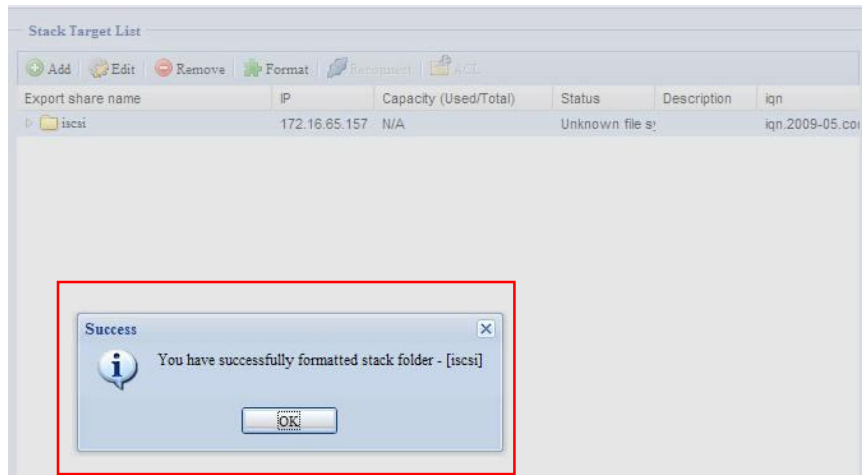 Stack Target List
Add Edit Remove Format Reconnect ACL
Export share name IP Capacity (Used/Total) Status Description iqn
iscsi 172.16.65.157 N/A Unknown file sy iqn.2009-05.co
Success
You have successfully formatted stack folder - [iscsi]
OK